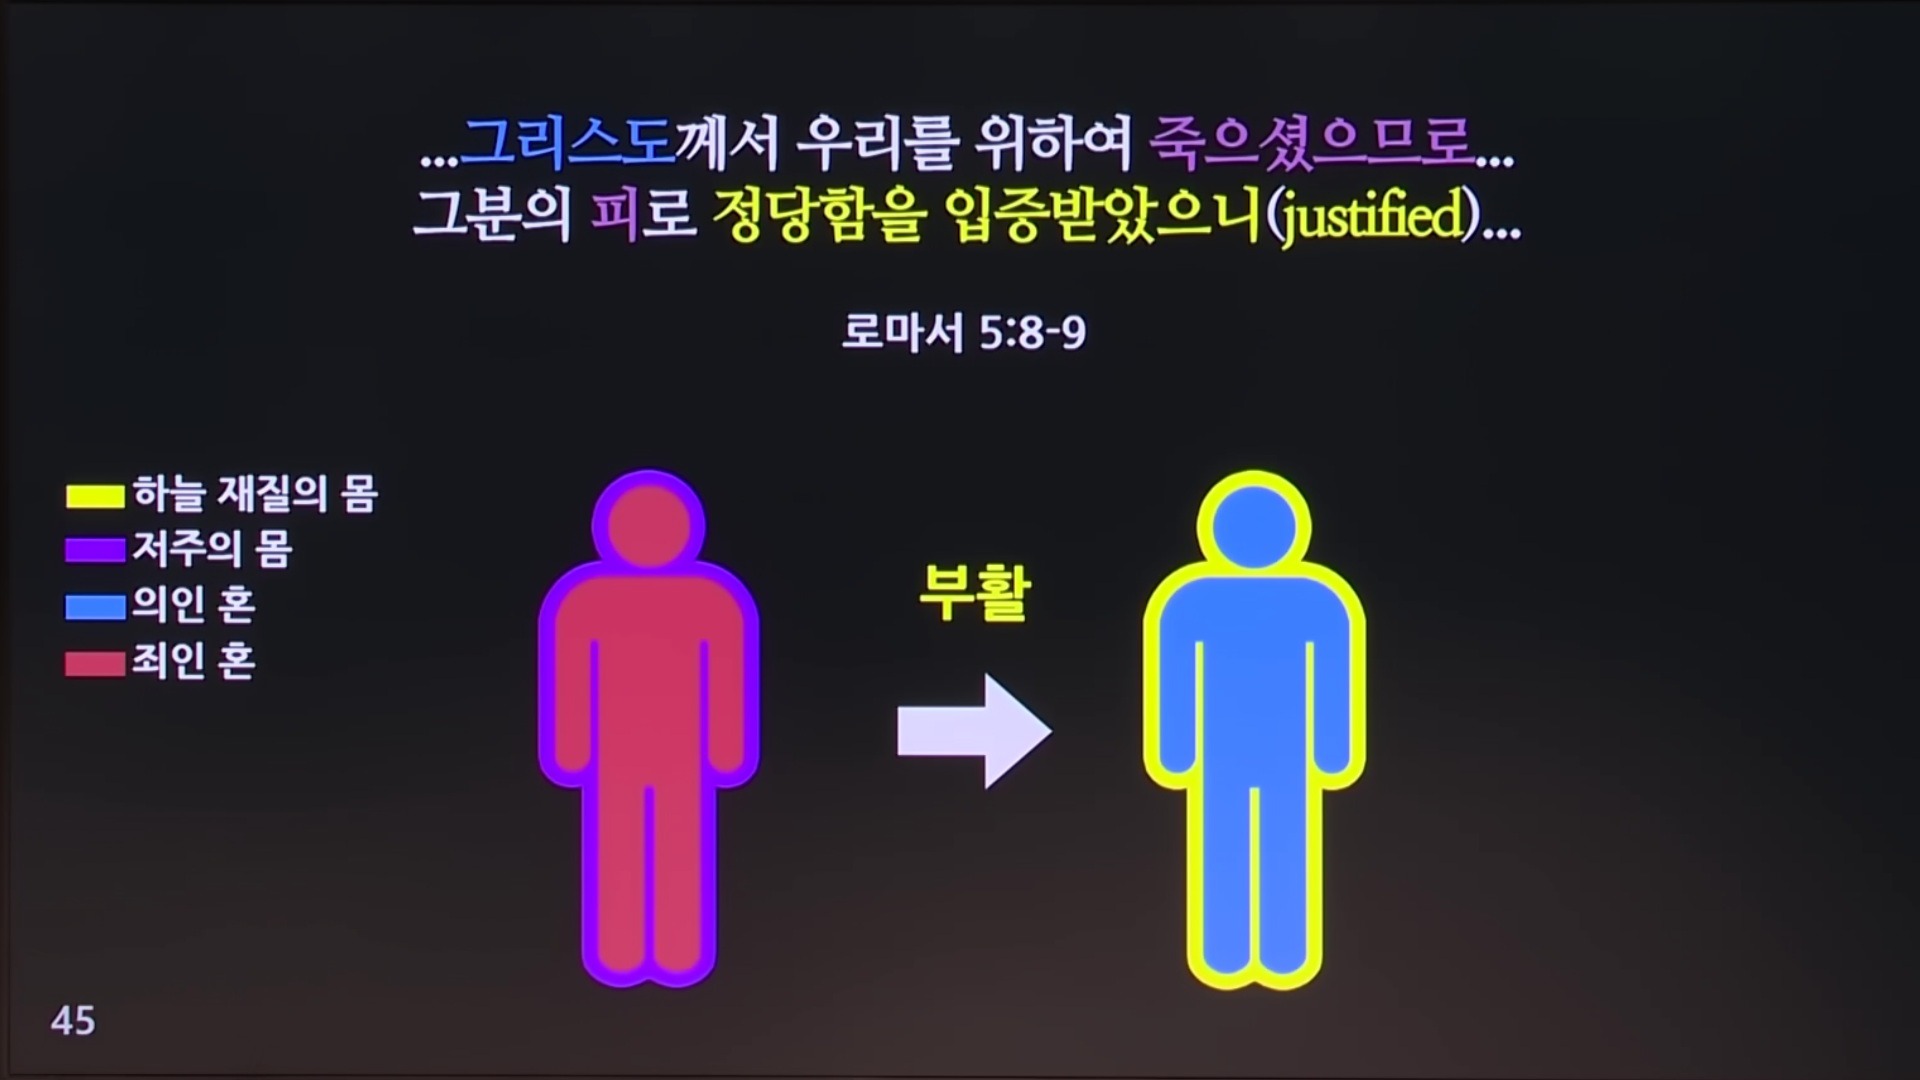 ...그리스도께서 우리를 위하여 죽으셨으므로...
그분의 피로 정당함을 입증받았으니(justified)...
로마서 5:8-9
하늘 재질의 몸
저주의 몸
의인 혼
죄인 혼
부활
45